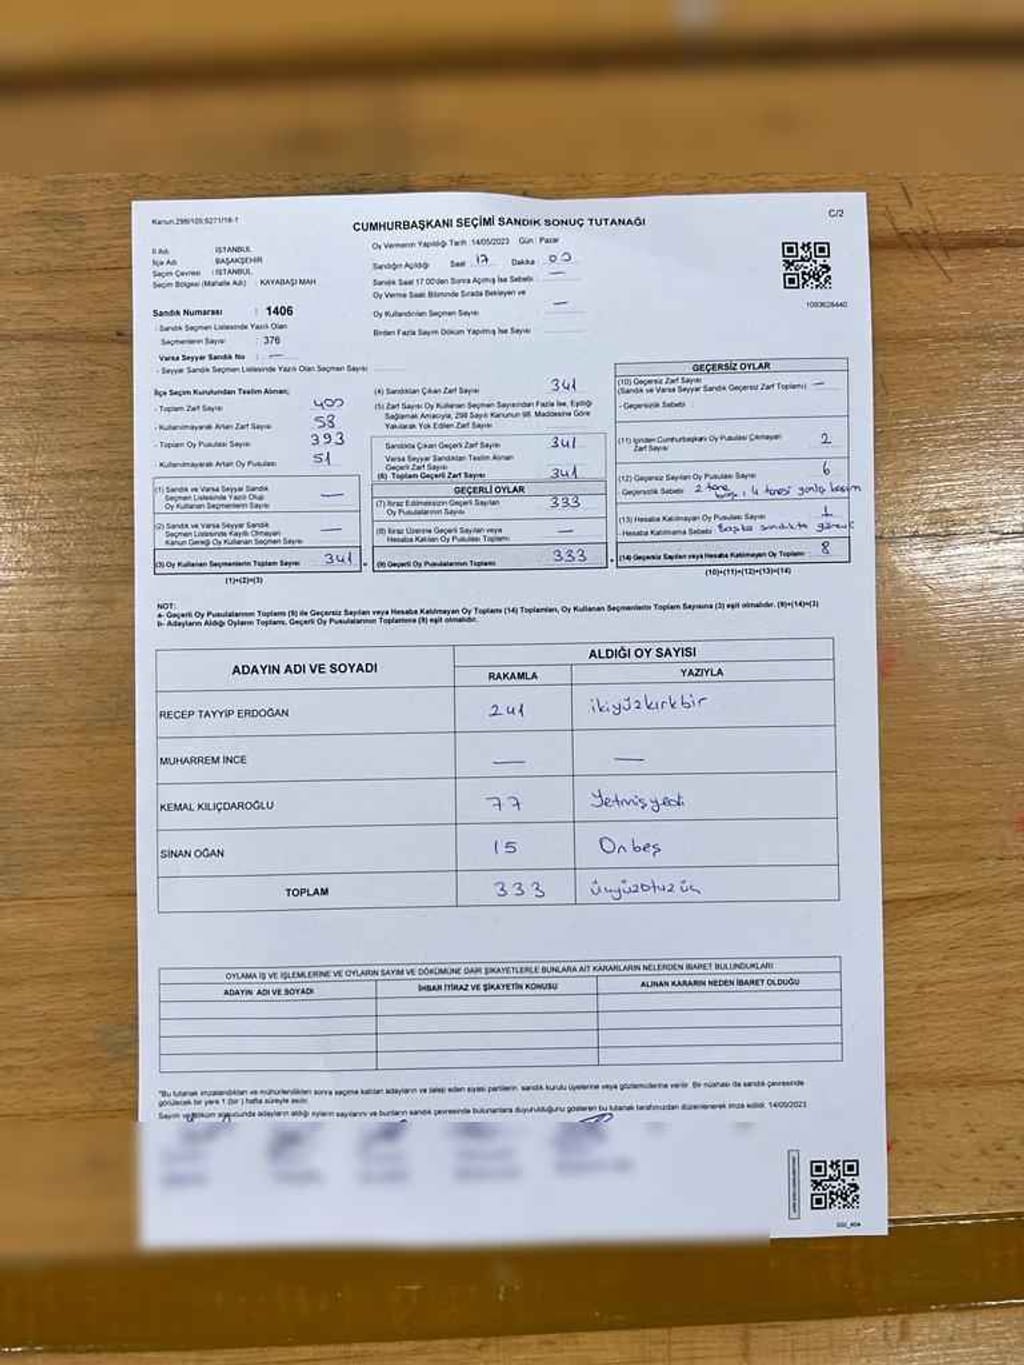 Kanun.298/105;6271/16-1
CUMHURBAŞKANI SEÇİMİ SANDIK SONUÇ TUTANAĞI
C/2
İl Adı : İSTANBUL
İlçe Adı : BAŞAKŞEHİR
Seçim Çevresi : İSTANBUL
Seçim Bölgesi (Mahalle Adı) : KAYABAŞI MAH
Sandık Numarası : 1406
- Sandık Seçmen Listesinde Yazılı Olan
Seçmenlerin Sayısı : 376
Varsa Seyyar Sandık No : —
- Seyyar Sandık Seçmen Listesinde Yazılı Olan Seçmen Sayısı
Oy Vermenin Yapıldığı Tarih 14/05/2023 Gün : Pazar
Sandığın Açıldığı Saat 17 Dakika 00
Sandık Saat 17.00'den Sonra Açılmış İse Sebebi —
Oy Verme Saati Bitiminde Sırada Bekleyen ve
Oy Kullandırılan Seçmen Sayısı —
Birden Fazla Sayım Döküm Yapılmış İse Sayısı
1093628440
İlçe Seçim Kurulundan Teslim Alınan;
- Toplam Zarf Sayısı 400
- Kullanılmayarak Artan Zarf Sayısı 58
- Toplam Oy Pusulası Sayısı 393
- Kullanılmayarak Artan Oy Pusulası 51
(1) Sandık ve Varsa Seyyar Sandık
Seçmen Listesinde Yazılı Olup
Oy Kullanan Seçmenlerin Sayısı —
(2) Sandık ve Varsa Seyyar Sandık
Seçmen Listesinde Kayıtlı Olmayan
Kanun Gereği Oy Kullanan Seçmen Sayısı —
(3) Oy Kullanan Seçmenlerin Toplam Sayısı 341
(1)+(2)=(3)
(4) Sandıktan Çıkan Zarf Sayısı 341
(5) Zarf Sayısı Oy Kullanan Seçmen Sayısından Fazla İse, Eşitliği
Sağlamak Amacıyla, 298 Sayılı Kanunun 98. Maddesine Göre
Yakılarak Yok Edilen Zarf Sayısı
Sandıkta Çıkan Geçerli Zarf Sayısı 341
Varsa Seyyar Sandıktan Teslim Alınan
Geçerli Zarf Sayısı
(6) Toplam Geçerli Zarf Sayısı 341
GEÇERLİ OYLAR
(7) İtiraz Edilmeksizin Geçerli Sayılan
Oy Pusulalarının Sayısı 333
(8) İtiraz Üzerine Geçerli Sayılan veya
Hesaba Katılan Oy Pusulası Toplamı —
(9) Geçerli Oy Pusulalarının Toplamı 333
GEÇERSİZ OYLAR
(10) Geçersiz Zarf Sayısı
(Sandık ve Varsa Seyyar Sandık Geçersiz Zarf Toplamı) —
- Geçersizlik Sebebi :
(11) İçinden Cumhurbaşkanı Oy Pusulası Çıkmayan
Zarf Sayısı 2
(12) Geçersiz Sayılan Oy Pusulası Sayısı 6
Geçersizlik Sebebi 2 tane boş, 4 tanesi yanlış basım
(13) Hesaba Katılmayan Oy Pusulası Sayısı
- Hesaba Katılmama Sebebi : Başka sandıkta görevli
(14) Geçersiz Sayılan veya Hesaba Katılmayan Oy Toplamı 8
(10)+(11)+(12)+(13)=(14)
NOT:
a- Geçerli Oy Pusulalarının Toplamı (9) ile Geçersiz Sayılan veya Hesaba Katılmayan Oy Toplamı (14) Toplamları, Oy Kullanan Seçmenlerin Toplam Sayısına (3) eşit olmalıdır. (9)+(14)=(3)
b- Adayların Aldığı Oyların Toplamı, Geçerli Oy Pusulalarının Toplamına (9) eşit olmalıdır.
ADAYIN ADI VE SOYADI
ALDIĞI OY SAYISI
RAKAMLA YAZIYLA
RECEP TAYYİP ERDOĞAN 241 ikiyüzkırkbir
MUHARREM İNCE — —
KEMAL KILIÇDAROĞLU 77 Yetmişyedi
SİNAN OĞAN 15 Onbeş
TOPLAM 333 üçyüzotuzüç
OYLAMA İŞ VE İŞLEMLERİNE VE OYLARIN SAYIM VE DÖKÜMÜNE DAİR ŞİKAYETLERLE BUNLARA AİT KARARLARIN NELERDEN İBARET BULUNDUKLARI
ADAYIN ADI VE SOYADI İHBAR İTİRAZ VE ŞİKAYETİN KONUSU ALINAN KARARIN NEDEN İBARET OLDUĞU
"Bu tutanak imzalandıktan ve mühürlendikten sonra seçime katılan adayların ve talep eden siyasi partilerin, sandık kurulu üyelerine veya gözlemcilerine verilir. Bir nüshası da sandık çevresinde
görülecek bir yere 1 (bir) hafta süreyle asılır.
Sayım ve döküm sonucunda adayların aldığı oyların sayılarını ve bunların sandık çevresinde bulunanlara duyurulduğunu gösteren bu tutanak tarafımızdan düzenlenerek imza edildi. 14/05/2023